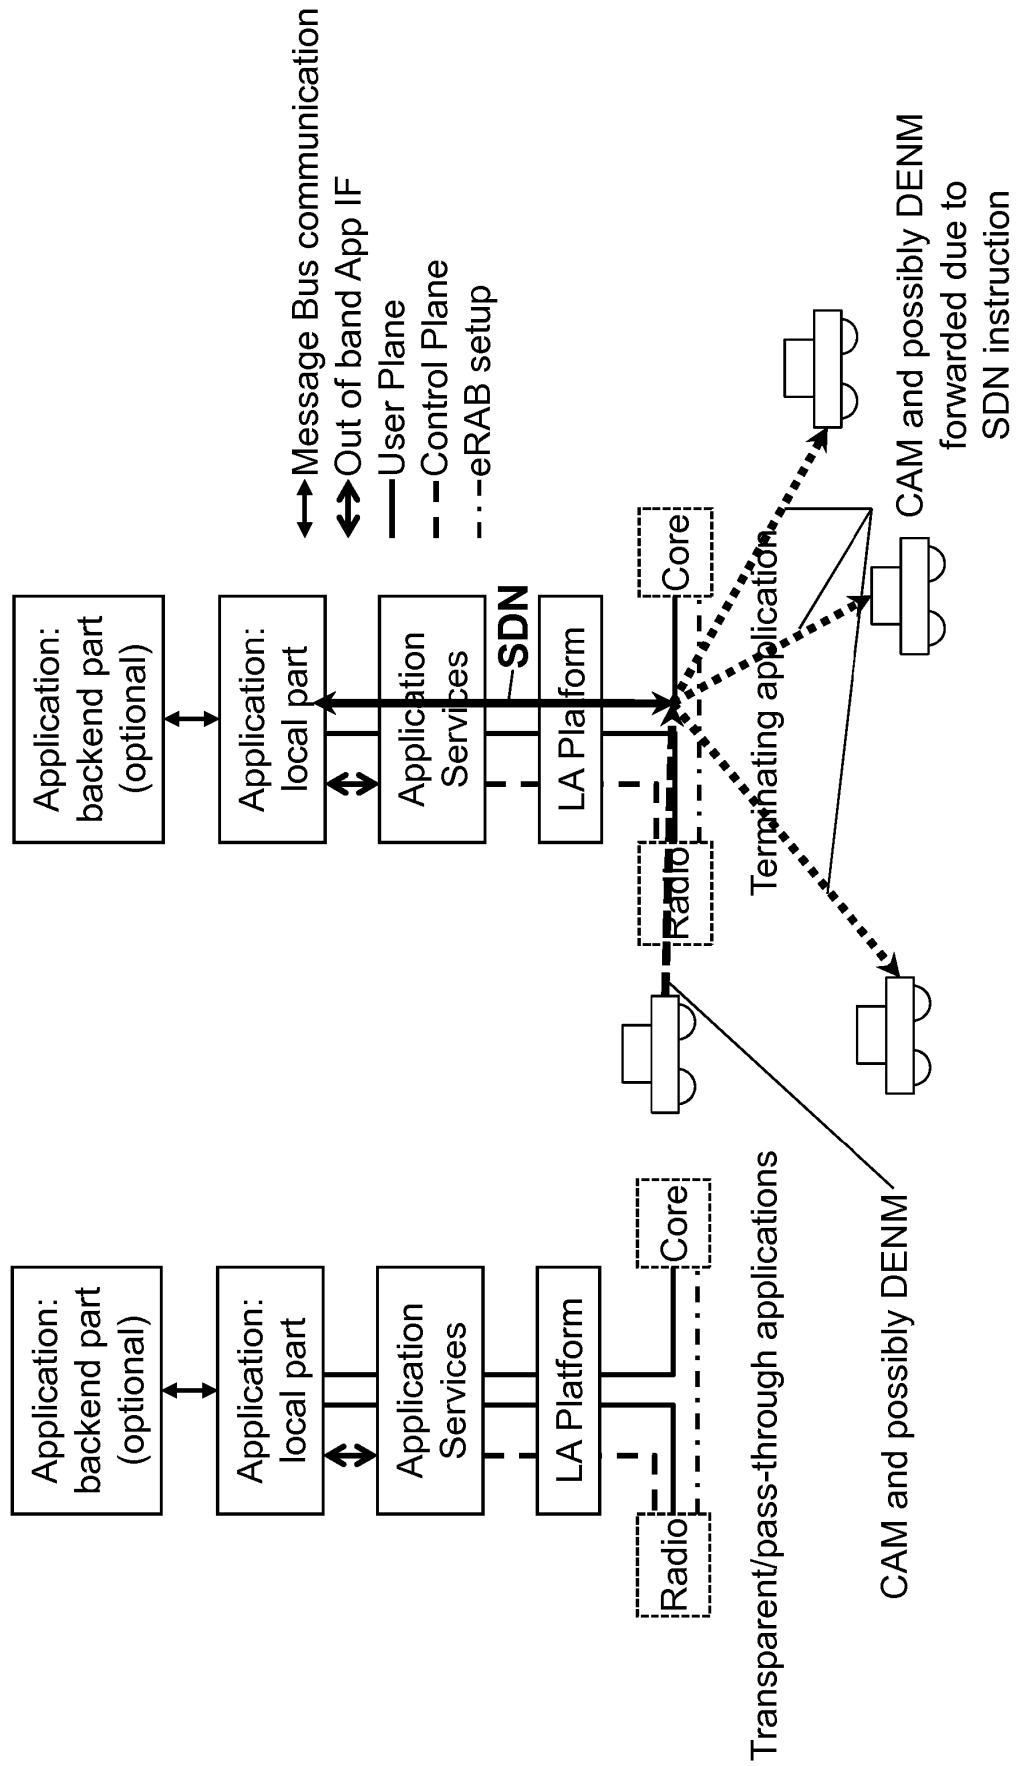 Application:
backend part
(optional)
Application:
local part
Application
Services
LA Platform
Radio
Core
Transparent/pass-through applications
CAM and possibly DENM
Application:
backend part
(optional)
Application:
local part
Application
Services
SDN
LA Platform
Radio
Core
Terminating application
Message Bus communication
Out of band App IF
User Plane
Control Plane
eRAB setup
CAM and possibly DENM
forwarded due to
SDN instruction